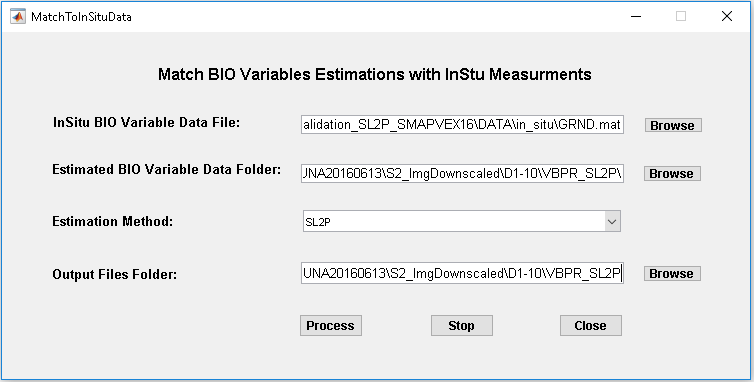 MatchToInSituData
Match BIO Variables Estimations with InStu Measurments
InSitu BIO Variable Data File: alidation_SL2P_SMAPVEX16\DATA\in_situ\GRND.mat Browse
Estimated BIO Variable Data Folder: UNA20160613\S2_ImgDownscaled\D1-10\VBPR_SL2P\ Browse
Estimation Method: SL2P
Output Files Folder: UNA20160613\S2_ImgDownscaled\D1-10\VBPR_SL2P Browse
Process Stop Close